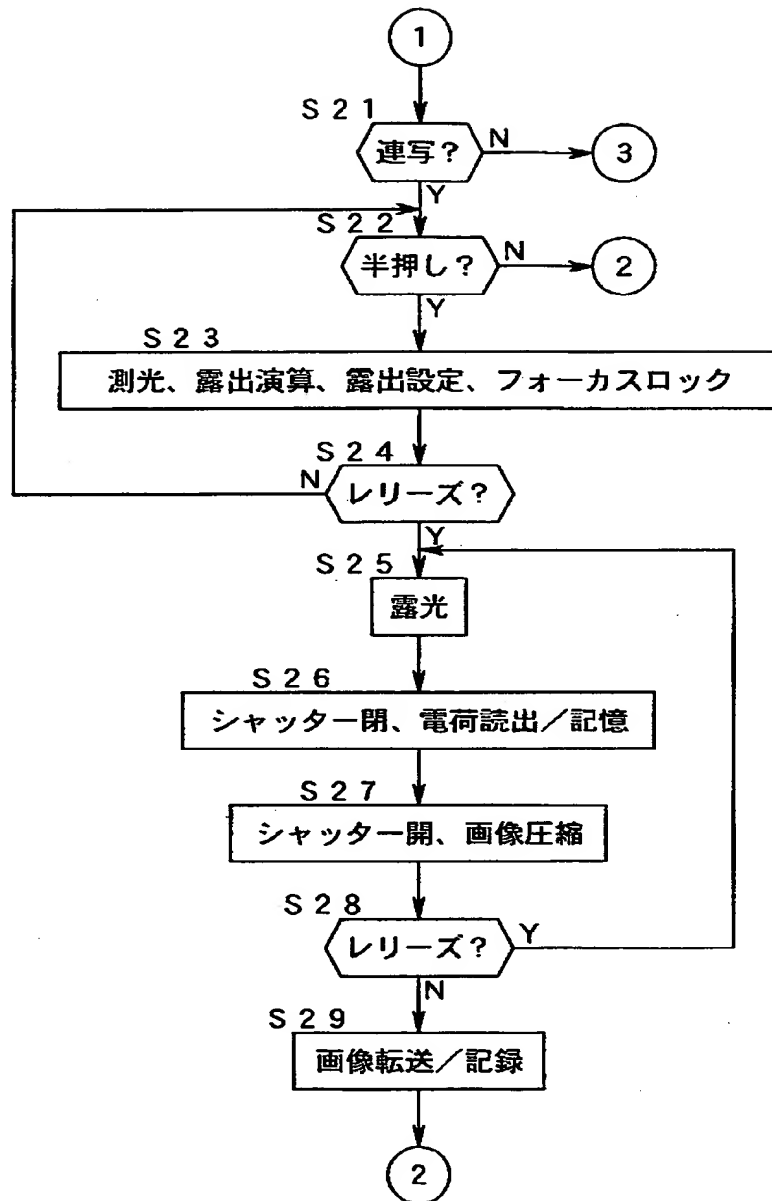 1
S21
連写?
N
3
Y
S22
半押し?
N
2
Y
S23
測光、露出演算、露出設定、フォーカスロック
S24
N
レリーズ?
Y
S25
露光
S26
シャッター閉、電荷読出/記憶
S27
シャッター開、画像圧縮
S28
レリーズ?
Y
N
S29
画像転送/記録
2